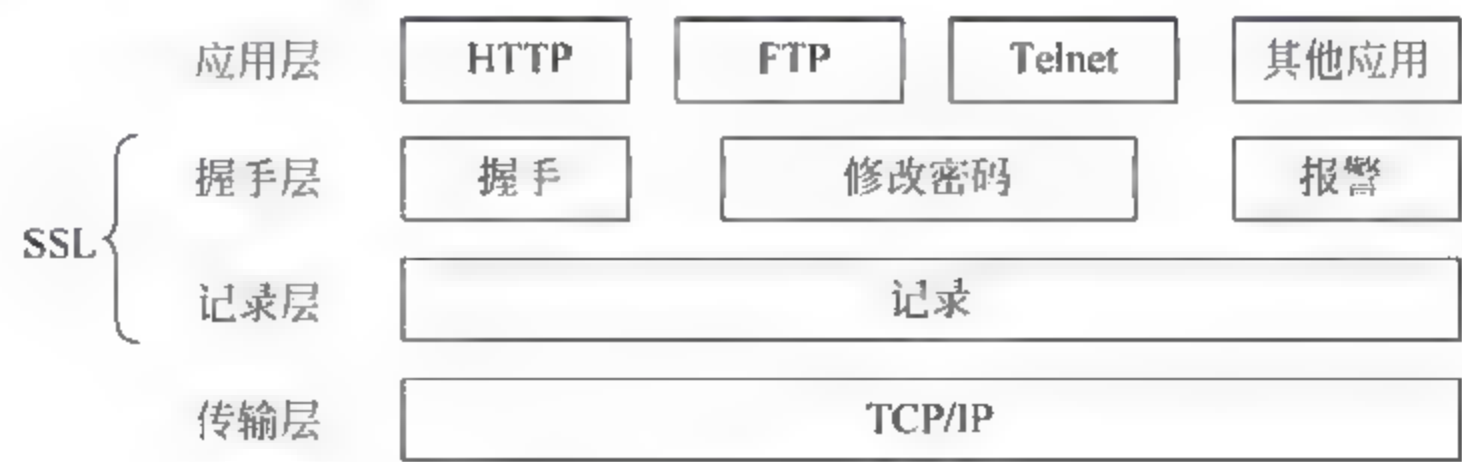 应用层 HTTP FTP Telnet 其他应用
握手层 握手 修改密码 报警
SSL
记录层 记录
传输层 TCP/IP